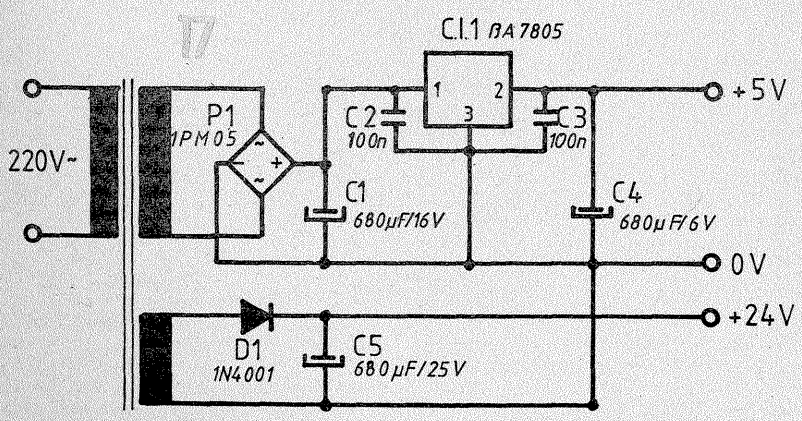 T7
C.I.1 BA7805
1
2
3
+5V
P1
1PM05
C2
100n
C3
100n
~
-
+
~
220V~
C1
680µF/16V
C4
680µF/6V
0V
+24V
D1
1N4001
C5
680µF/25V